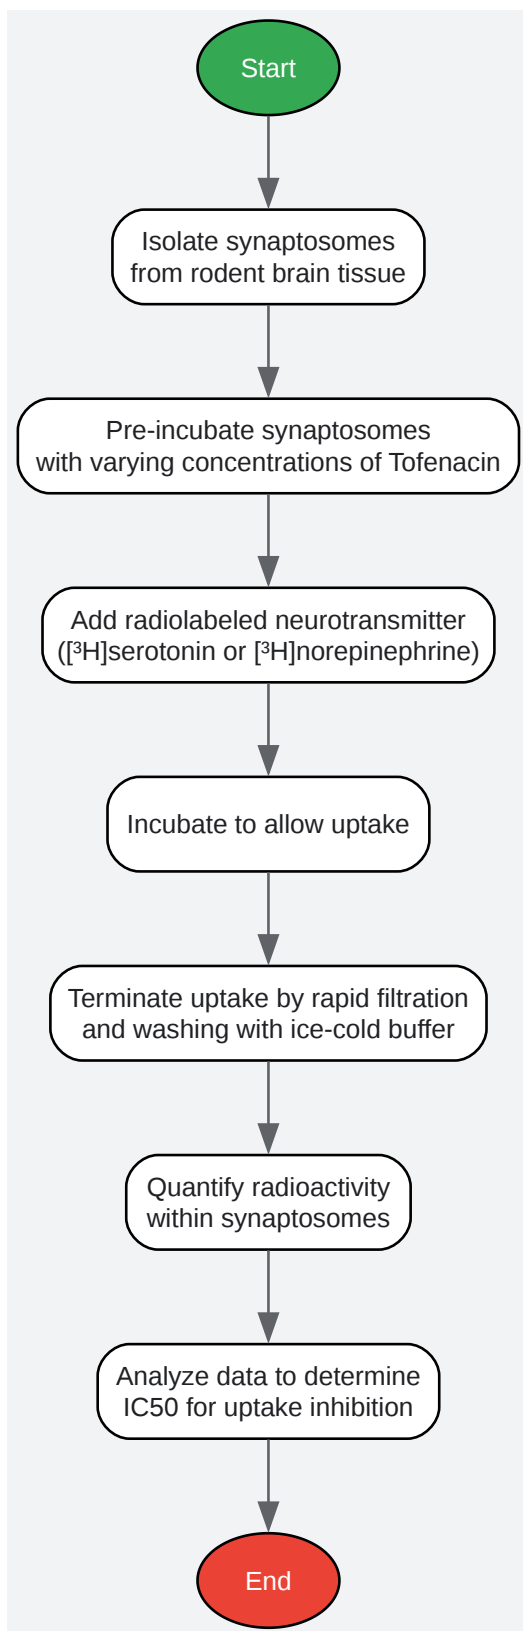 Start
Isolate synaptosomes
from rodent brain tissue
Pre-incubate synaptosomes
with varying concentrations of Tofenacin
Add radiolabeled neurotransmitter
([³H]serotonin or [³H]norepinephrine)
Incubate to allow uptake
Terminate uptake by rapid filtration
and washing with ice-cold buffer
Quantify radioactivity
within synaptosomes
Analyze data to determine
IC50 for uptake inhibition
End